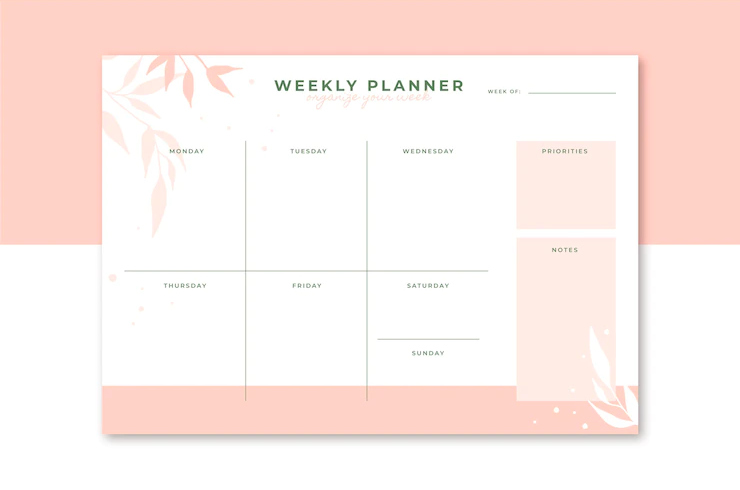 WEEKLY PLANNER
organize your week
WEEK OF:
MONDAY
TUESDAY
WEDNESDAY
PRIORITIES
NOTES
THURSDAY
FRIDAY
SATURDAY
SUNDAY